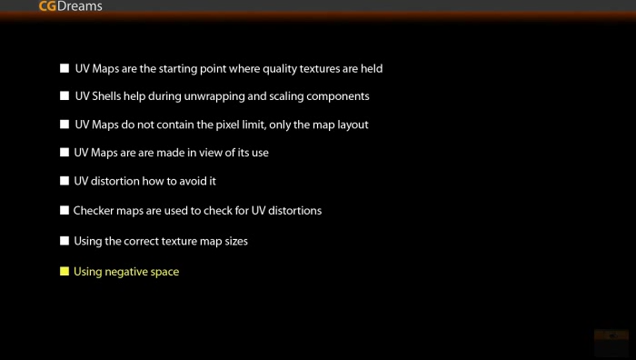 CGDreams
UV Maps are the starting point where quality textures are held
UV Shells help during unwrapping and scaling components
UV Maps do not contain the pixel limit, only the map layout
UV Maps are are made in view of its use
UV distortion how to avoid it
Checker maps are used to check for UV distortions
Using the correct texture map sizes
Using negative space